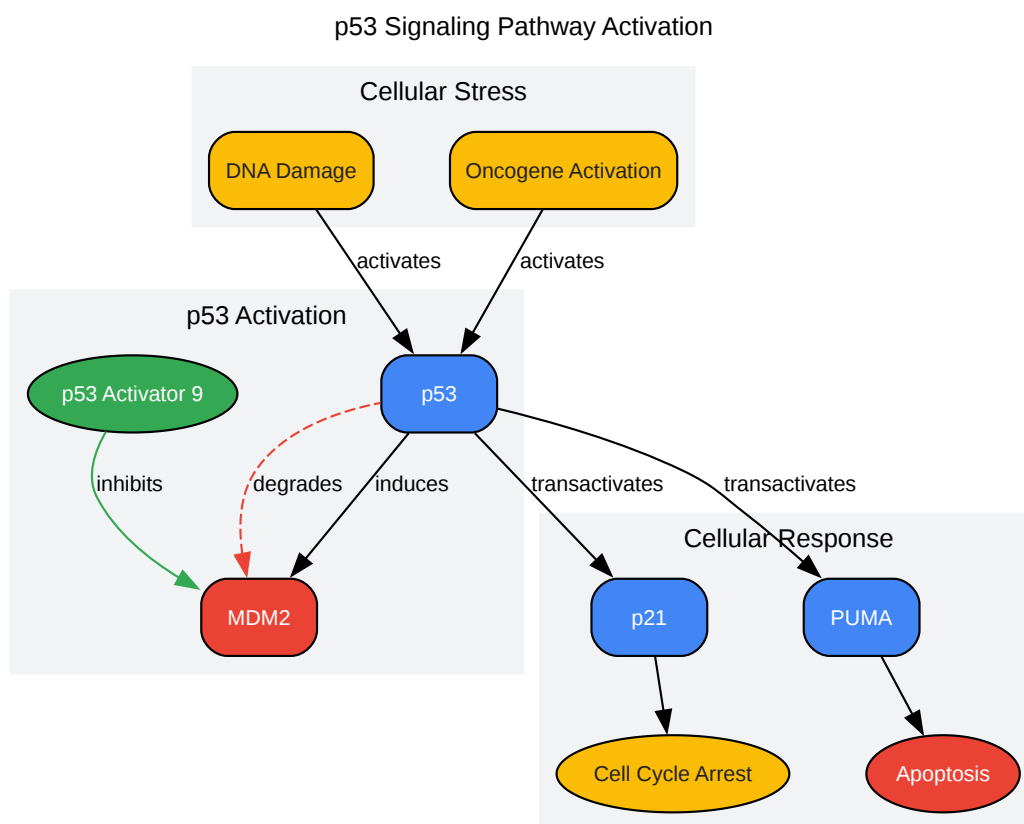 p53 Signaling Pathway Activation
Cellular Stress
DNA Damage
Oncogene Activation
activates
activates
p53 Activation
p53 Activator 9
p53
inhibits
degrades
induces
transactivates
transactivates
Cellular Response
MDM2
p21
PUMA
Cell Cycle Arrest
Apoptosis